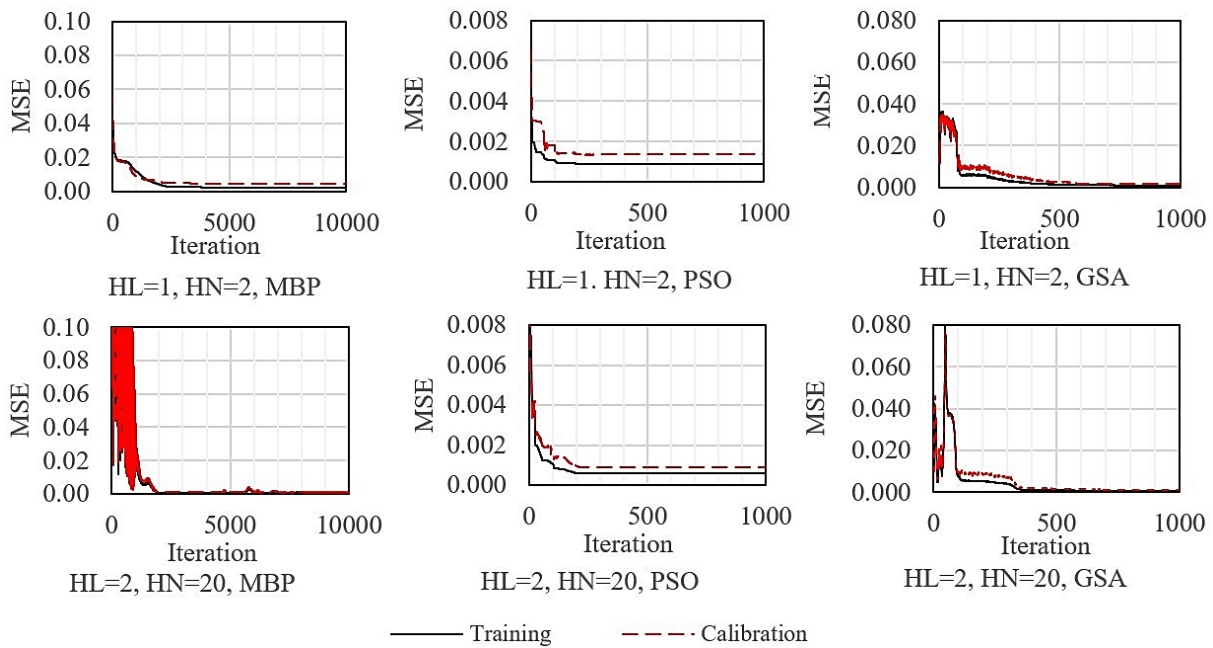 0.10
0.08
0.06
0.04
0.02
0.00
MSE
0 5000 10000
Iteration
HL=1, HN=2, MBP
0.008
0.006
0.004
0.002
0.000
MSE
0 500 1000
Iteration
HL=1. HN=2, PSO
0.080
0.060
0.040
0.020
0.000
MSE
0 500 1000
Iteration
HL=1, HN=2, GSA
0.10
0.08
0.06
0.04
0.02
0.00
MSE
0 5000 10000
Iteration
HL=2, HN=20, MBP
0.008
0.006
0.004
0.002
0.000
MSE
0 500 1000
Iteration
HL=2, HN=20, PSO
0.080
0.060
0.040
0.020
0.000
MSE
0 500 1000
Iteration
HL=2, HN=20, GSA
Training Calibration